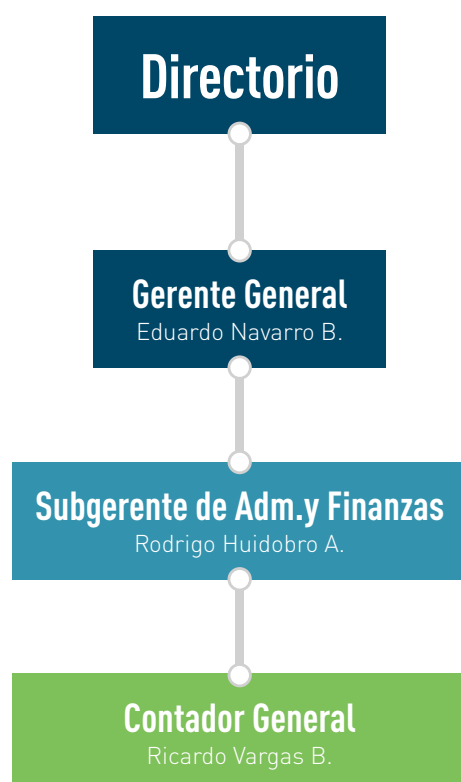 Directorio
Gerente General
Eduardo Navarro B.
Subgerente de Adm.y Finanzas
Rodrigo Huidobro A.
Contador General
Ricardo Vargas B.